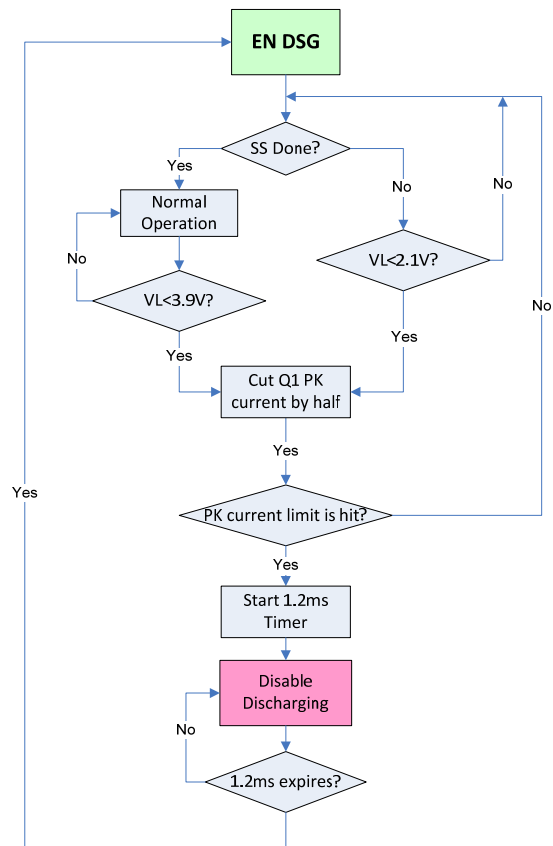 EN DSG
SS Done?
Yes
No
No
Normal
Operation
No
VL<2.1V?
VL<3.9V?
No
Yes
Yes
Cut Q1 PK
current by half
Yes
Yes
PK current limit is hit?
Yes
Start 1.2ms
Timer
Disable
Discharging
No
1.2ms expires?